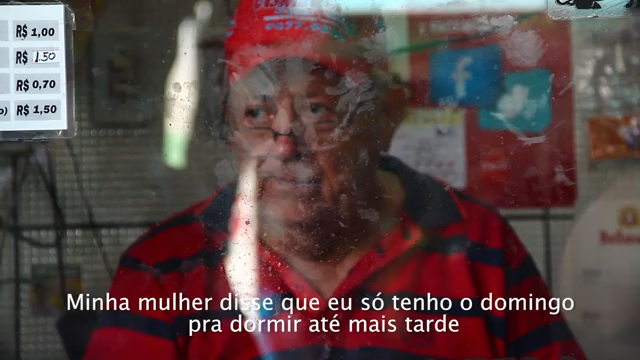 R$ 1,00
R$ 1.50
R$ 0,70
R$ 1,50
Minha mulher disse que eu só tenho o domingo
pra dormir até mais tarde